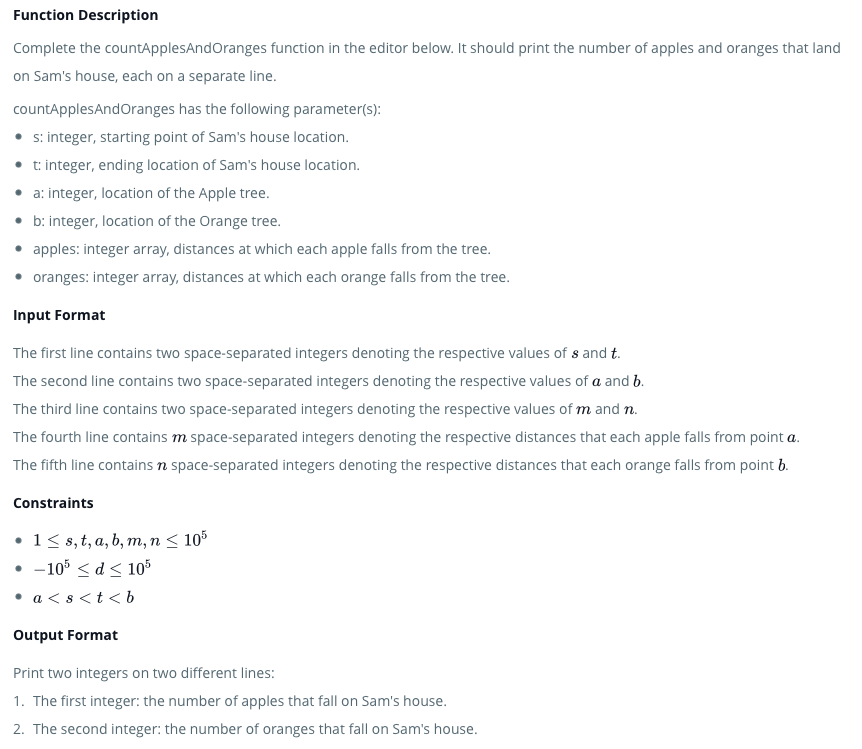 Function Description
Complete the countApplesAndOranges function in the editor below. It should print the number of apples and oranges that land
on Sam's house, each on a separate line.
countApplesAndOranges has the following parameter(s):
• s: integer, starting point of Sam's house location.
• t: integer, ending location of Sam's house location.
• a: integer, location of the Apple tree.
• b: integer, location of the Orange tree.
• apples: integer array, distances at which each apple falls from the tree.
• oranges: integer array, distances at which each orange falls from the tree.
Input Format
The first line contains two space-separated integers denoting the respective values of s and t.
The second line contains two space-separated integers denoting the respective values of a and b.
The third line contains two space-separated integers denoting the respective values of m and n.
The fourth line contains m space-separated integers denoting the respective distances that each apple falls from point a.
The fifth line contains n space-separated integers denoting the respective distances that each orange falls from point b.
Constraints
• 1 ≤ s, t, a, b, m, n ≤ 10⁵
• −10⁵ ≤ d ≤ 10⁵
• a < s < t < b
Output Format
Print two integers on two different lines:
1. The first integer: the number of apples that fall on Sam's house.
2. The second integer: the number of oranges that fall on Sam's house.